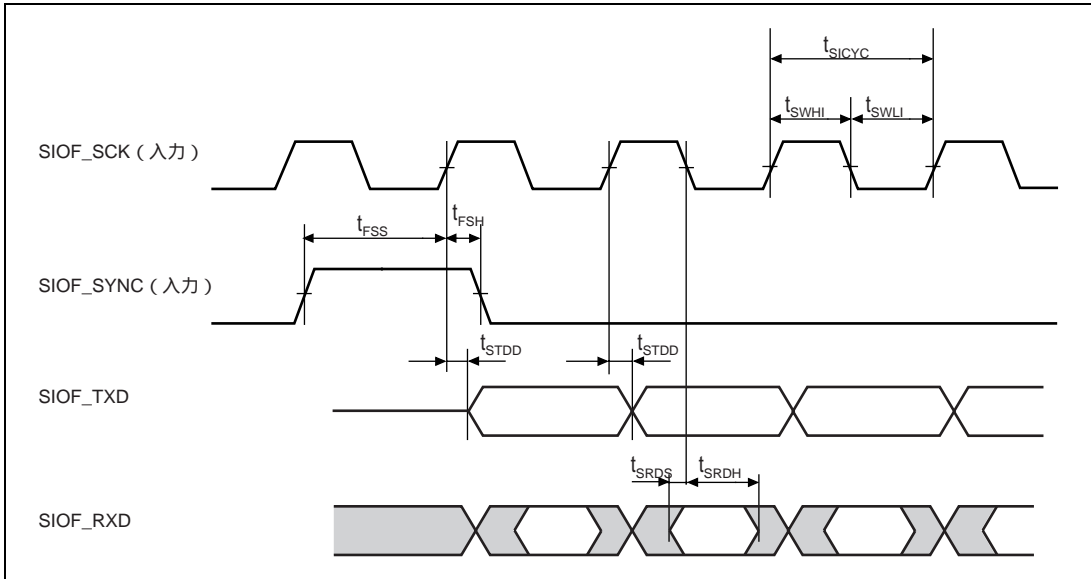 tSICYC
tSWHI tSWLI
SIOF_SCK(入力)
tFSS tFSH
SIOF_SYNC(入力)
tSTDD tSTDD
SIOF_TXD
tSRDS tSRDH
SIOF_RXD